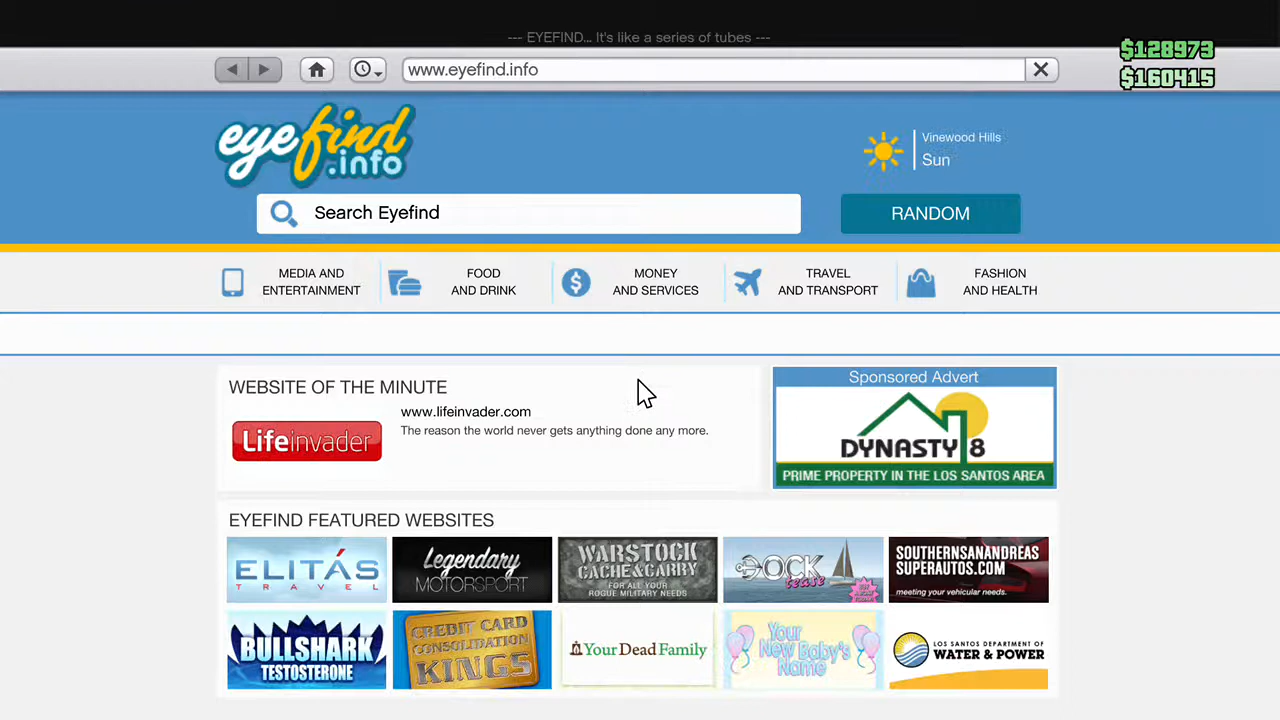 --- EYEFIND... It's like a series of tubes ---
www.eyefind.info
$128973
$160415
eyefind
.info
Vinewood Hills
Sun
Search Eyefind
RANDOM
MEDIA AND
ENTERTAINMENT
FOOD
AND DRINK
MONEY
AND SERVICES
TRAVEL
AND TRANSPORT
FASHION
AND HEALTH
WEBSITE OF THE MINUTE
Lifeinvader
www.lifeinvader.com
The reason the world never gets anything done any more.
Sponsored Advert
DYNASTY 8
PRIME PROPERTY IN THE LOS SANTOS AREA
EYEFIND FEATURED WEBSITES
ELITÁS
TRAVEL
Legendary
MOTORSPORT
WARSTOCK
CACHE&CARRY
FOR ALL YOUR
ROGUE MILITARY NEEDS
DOCK
tease
SOUTHERNSANANDREAS
SUPERAUTOS.COM
meeting your vehicular needs.
BULLSHARK
TESTOSTERONE
CREDIT CARD
CONSOLIDATION
KINGS
Your Dead Family
Your
New Baby's
Name
LOS SANTOS DEPARTMENT OF
WATER & POWER